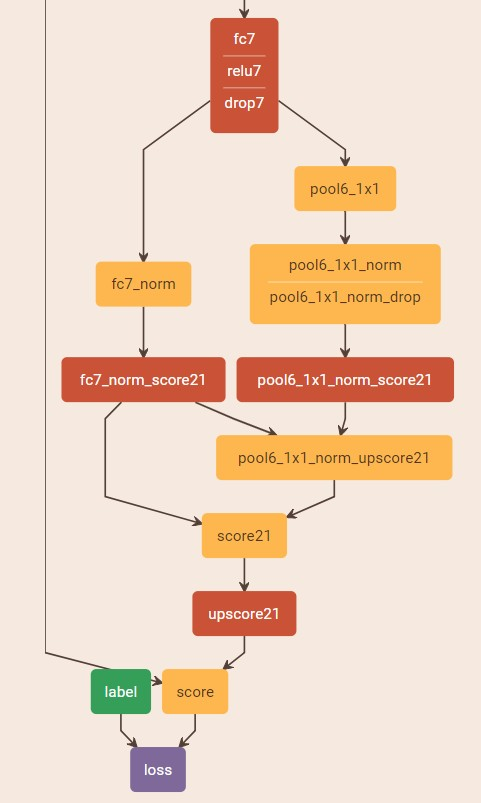 fc7
relu7
drop7
pool6_1x1
fc7_norm
pool6_1x1_norm
pool6_1x1_norm_drop
fc7_norm_score21
pool6_1x1_norm_score21
pool6_1x1_norm_upscore21
score21
upscore21
label
score
loss